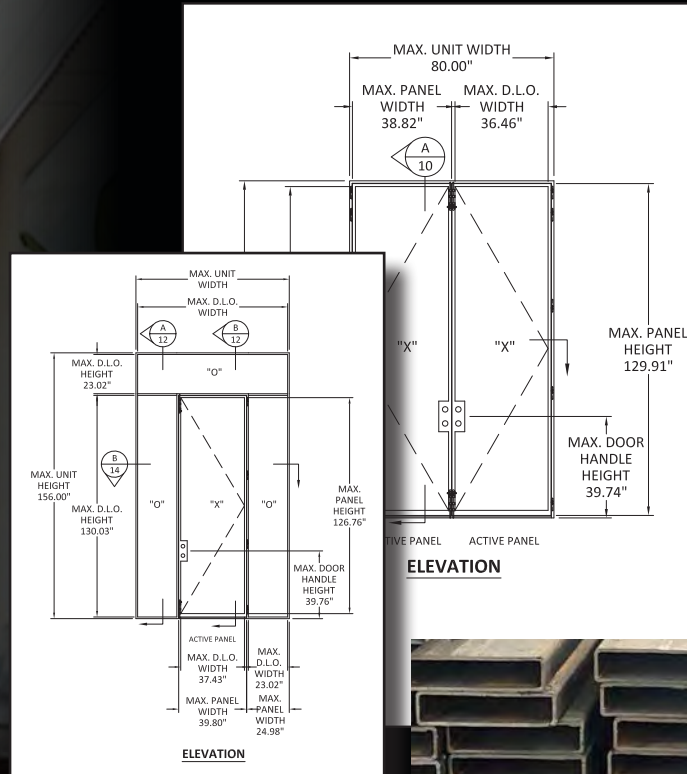 MAX. UNIT WIDTH
80.00"
MAX. PANEL
WIDTH
38.82"
MAX. D.L.O.
WIDTH
36.46"
A
10
"X"
"X"
MAX. PANEL
HEIGHT
129.91"
MAX. DOOR
HANDLE
HEIGHT
39.74"
TIVE PANEL
ACTIVE PANEL
ELEVATION
MAX. UNIT
WIDTH
MAX. D.L.O.
WIDTH
A
12
B
12
MAX. D.L.O.
HEIGHT
23.02"
"O"
B
14
MAX. UNIT
HEIGHT
156.00"
MAX. D.L.O.
HEIGHT
130.03"
"O"
"X"
"O"
MAX.
PANEL
HEIGHT
126.76"
MAX. DOOR
HANDLE
HEIGHT
39.76"
ACTIVE PANEL
MAX. D.L.O.
WIDTH
37.43"
MAX.
D.L.O.
WIDTH
23.02"
MAX. PANEL
WIDTH
39.80"
MAX.
PANEL
WIDTH
24.98"
ELEVATION